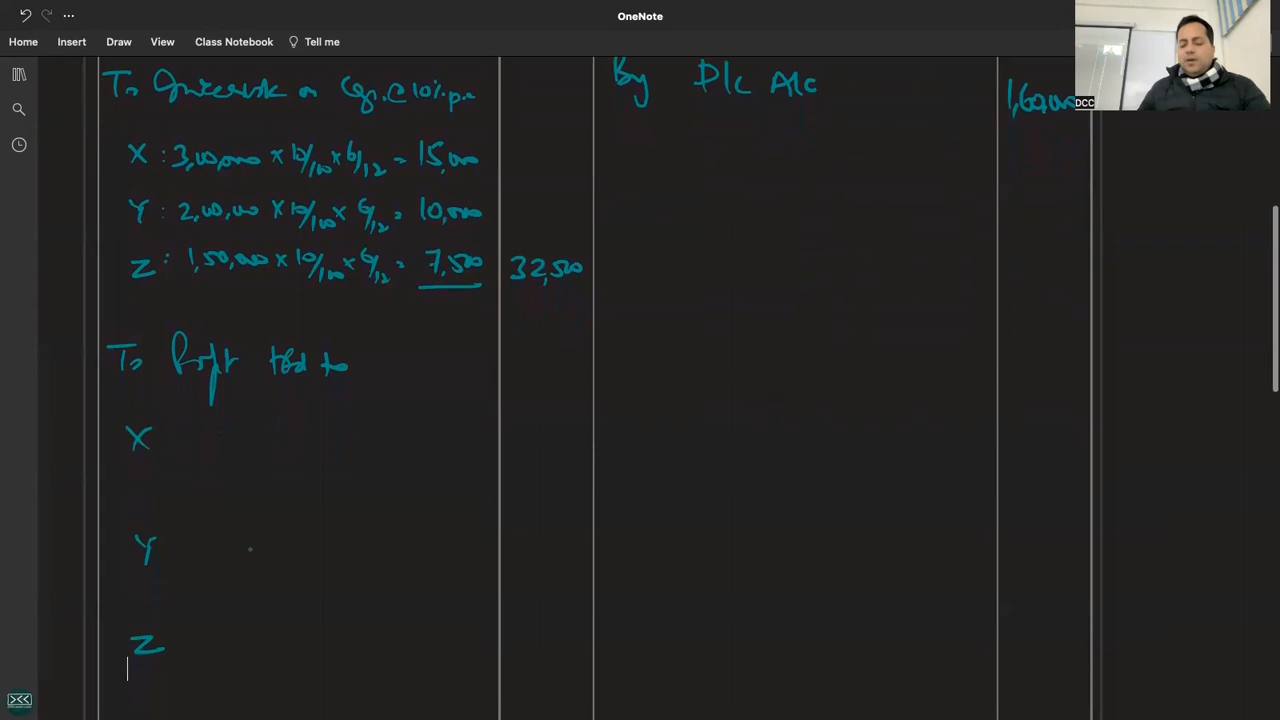 OneNote
Home Insert Draw View Class Notebook Tell me
To Interest on Cap. @ 10% p.a
By P/L A/c
1,60,000
DCC
X : 3,00,000 × 10/100 × 6/12 = 15,000
Y : 2,00,000 × 10/100 × 6/12 = 10,000
Z : 1,50,000 × 10/100 × 6/12 = 7,500 32,500
To Profit tfd to
X
Y
Z